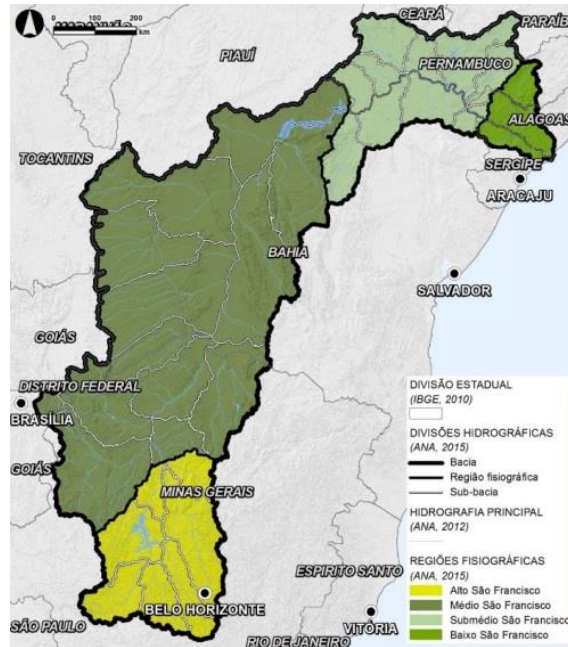 0
100
200
km
CEARÁ
PARAÍB
PIAUÍ
PERNAMBUCO
ALAGOAS
TOCANTINS
SERGIPE
ARACAJU
BAHIA
SALVADOR
GOIÁS
DISTRITO FEDERAL
BRASÍLIA
GOIÁS
MINAS GERAIS
ESPIRITO SANTO
BELO HORIZONTE
SÃO PAULO
VITÓRIA
RIO DE JANEIRO
DIVISÃO ESTADUAL
(IBGE, 2010)
DIVISÕES HIDROGRÁFICAS
(ANA, 2015)
Bacia
Região fisiográfica
Sub-bacia
HIDROGRAFIA PRINCIPAL
(ANA, 2012)
REGIÕES FISIOGRÁFICAS
(ANA, 2015)
Alto São Francisco
Médio São Francisco
Submédio São Francisco
Baixo São Francisco